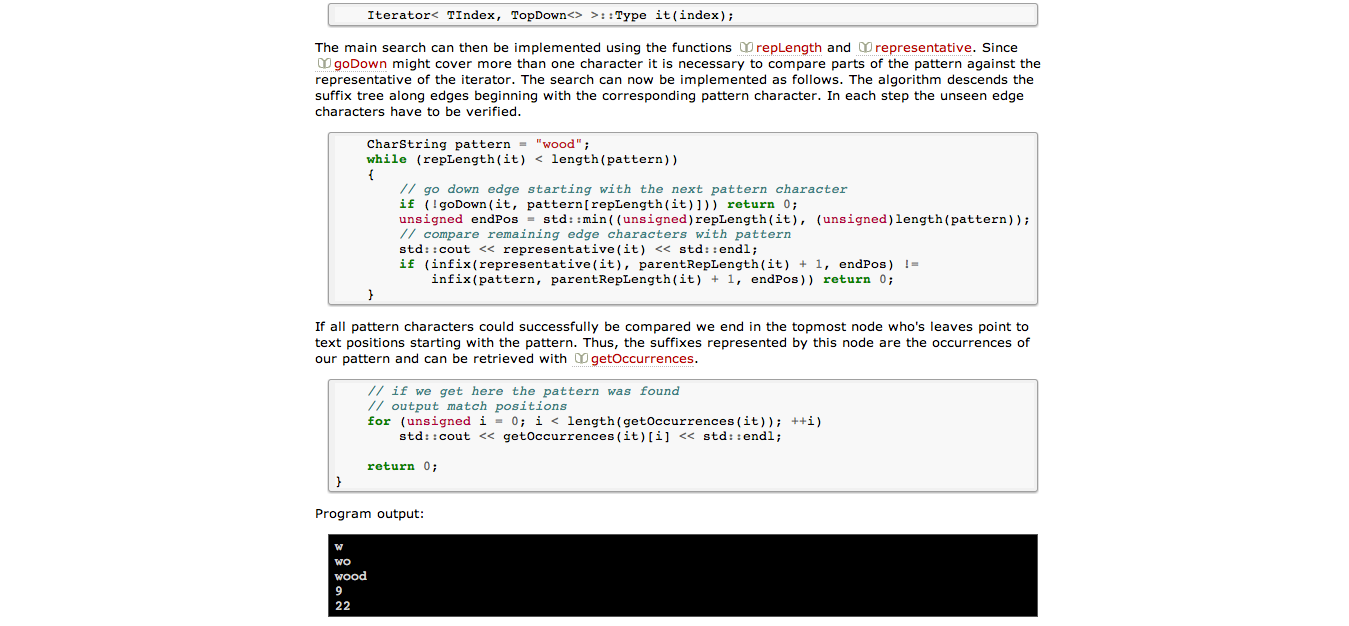 Iterator< TIndex, TopDown<> >::Type it(index);
The main search can then be implemented using the functions repLength and representative. Since
goDown might cover more than one character it is necessary to compare parts of the pattern against the
representative of the iterator. The search can now be implemented as follows. The algorithm descends the
suffix tree along edges beginning with the corresponding pattern character. In each step the unseen edge
characters have to be verified.
CharString pattern = "wood";
while (repLength(it) < length(pattern))
{
// go down edge starting with the next pattern character
if (!goDown(it, pattern[repLength(it)])) return 0;
unsigned endPos = std::min((unsigned)repLength(it), (unsigned)length(pattern));
// compare remaining edge characters with pattern
std::cout << representative(it) << std::endl;
if (infix(representative(it), parentRepLength(it) + 1, endPos) !=
infix(pattern, parentRepLength(it) + 1, endPos)) return 0;
}
If all pattern characters could successfully be compared we end in the topmost node who's leaves point to
text positions starting with the pattern. Thus, the suffixes represented by this node are the occurrences of
our pattern and can be retrieved with getOccurrences.
// if we get here the pattern was found
// output match positions
for (unsigned i = 0; i < length(getOccurrences(it)); ++i)
std::cout << getOccurrences(it)[i] << std::endl;
return 0;
}
Program output:
w
wo
wood
9
22